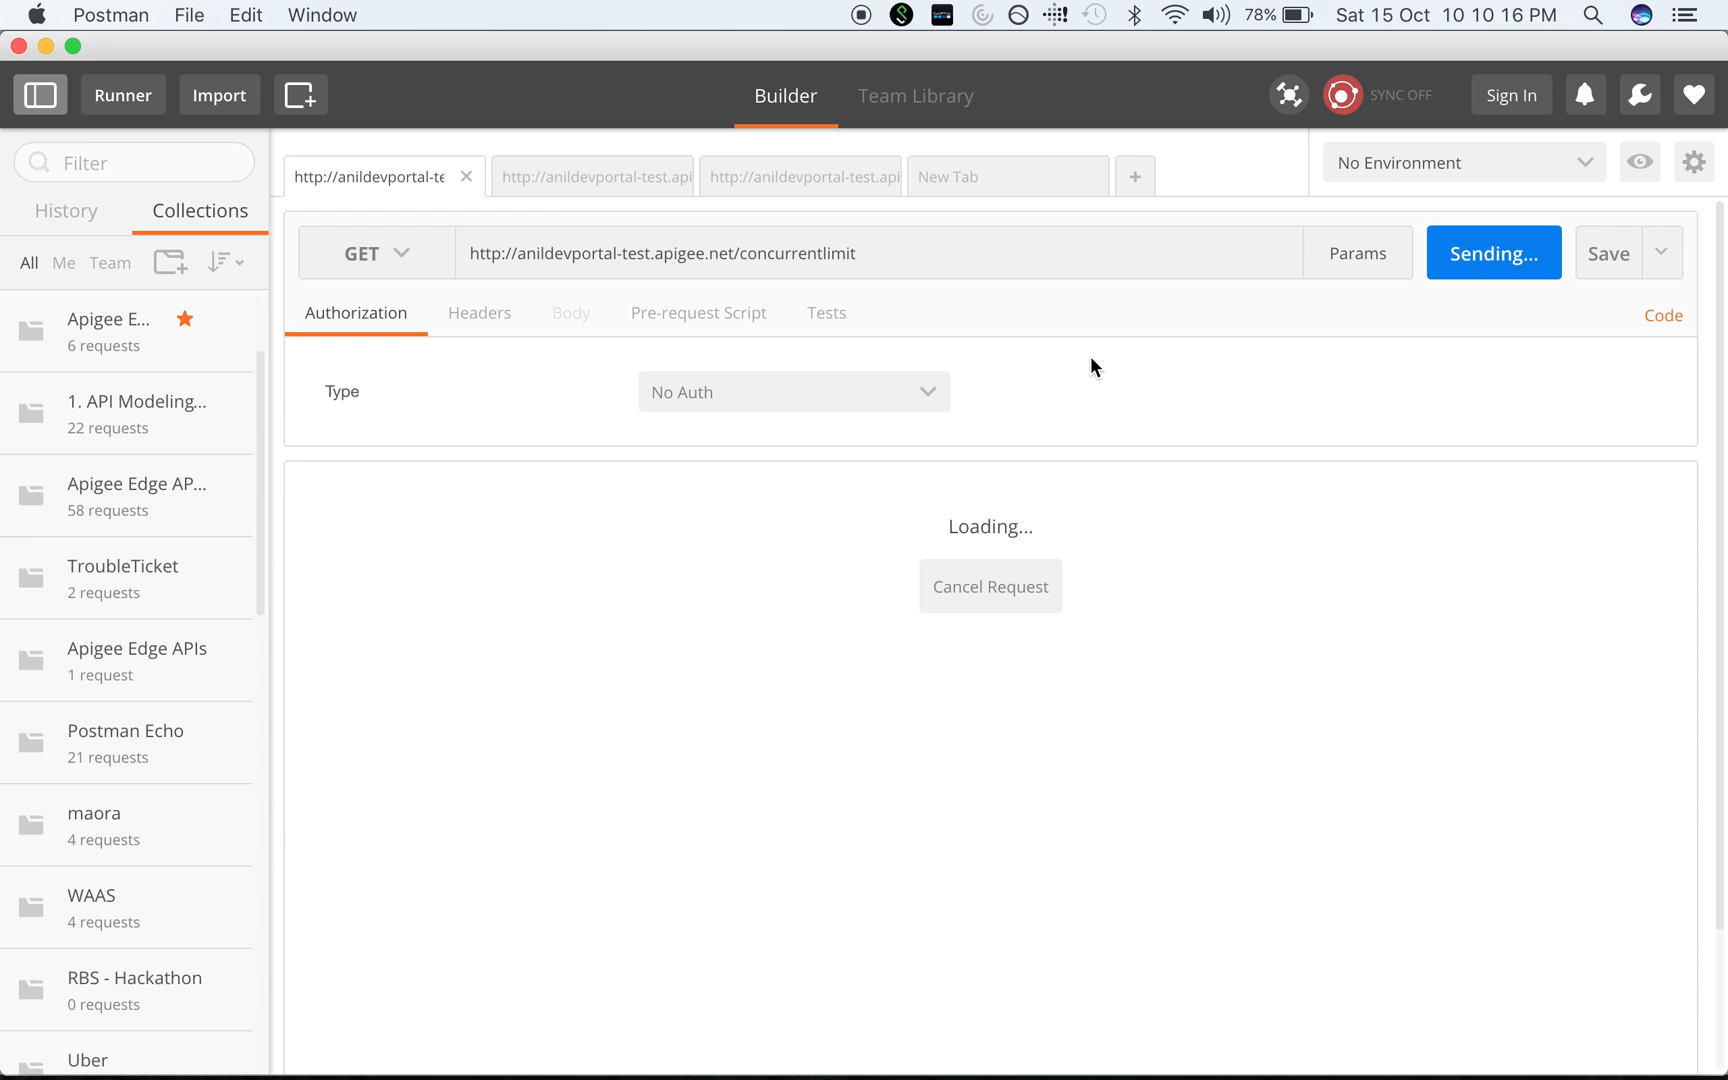 Postman File Edit Window 78% Sat 15 Oct 10 10 16 PM
Runner Import Builder Team Library SYNC OFF Sign In
Filter
http://anildevportal-te http://anildevportal-test.api http://anildevportal-test.api New Tab
No Environment
History Collections
GET http://anildevportal-test.apigee.net/concurrentlimit Params Sending... Save
All Me Team
Authorization Headers Body Pre-request Script Tests Code
Type No Auth
Loading...
Cancel Request
Apigee E...
6 requests
1. API Modeling...
22 requests
Apigee Edge AP...
58 requests
TroubleTicket
2 requests
Apigee Edge APIs
1 request
Postman Echo
21 requests
maora
4 requests
WAAS
4 requests
RBS - Hackathon
0 requests
Uber